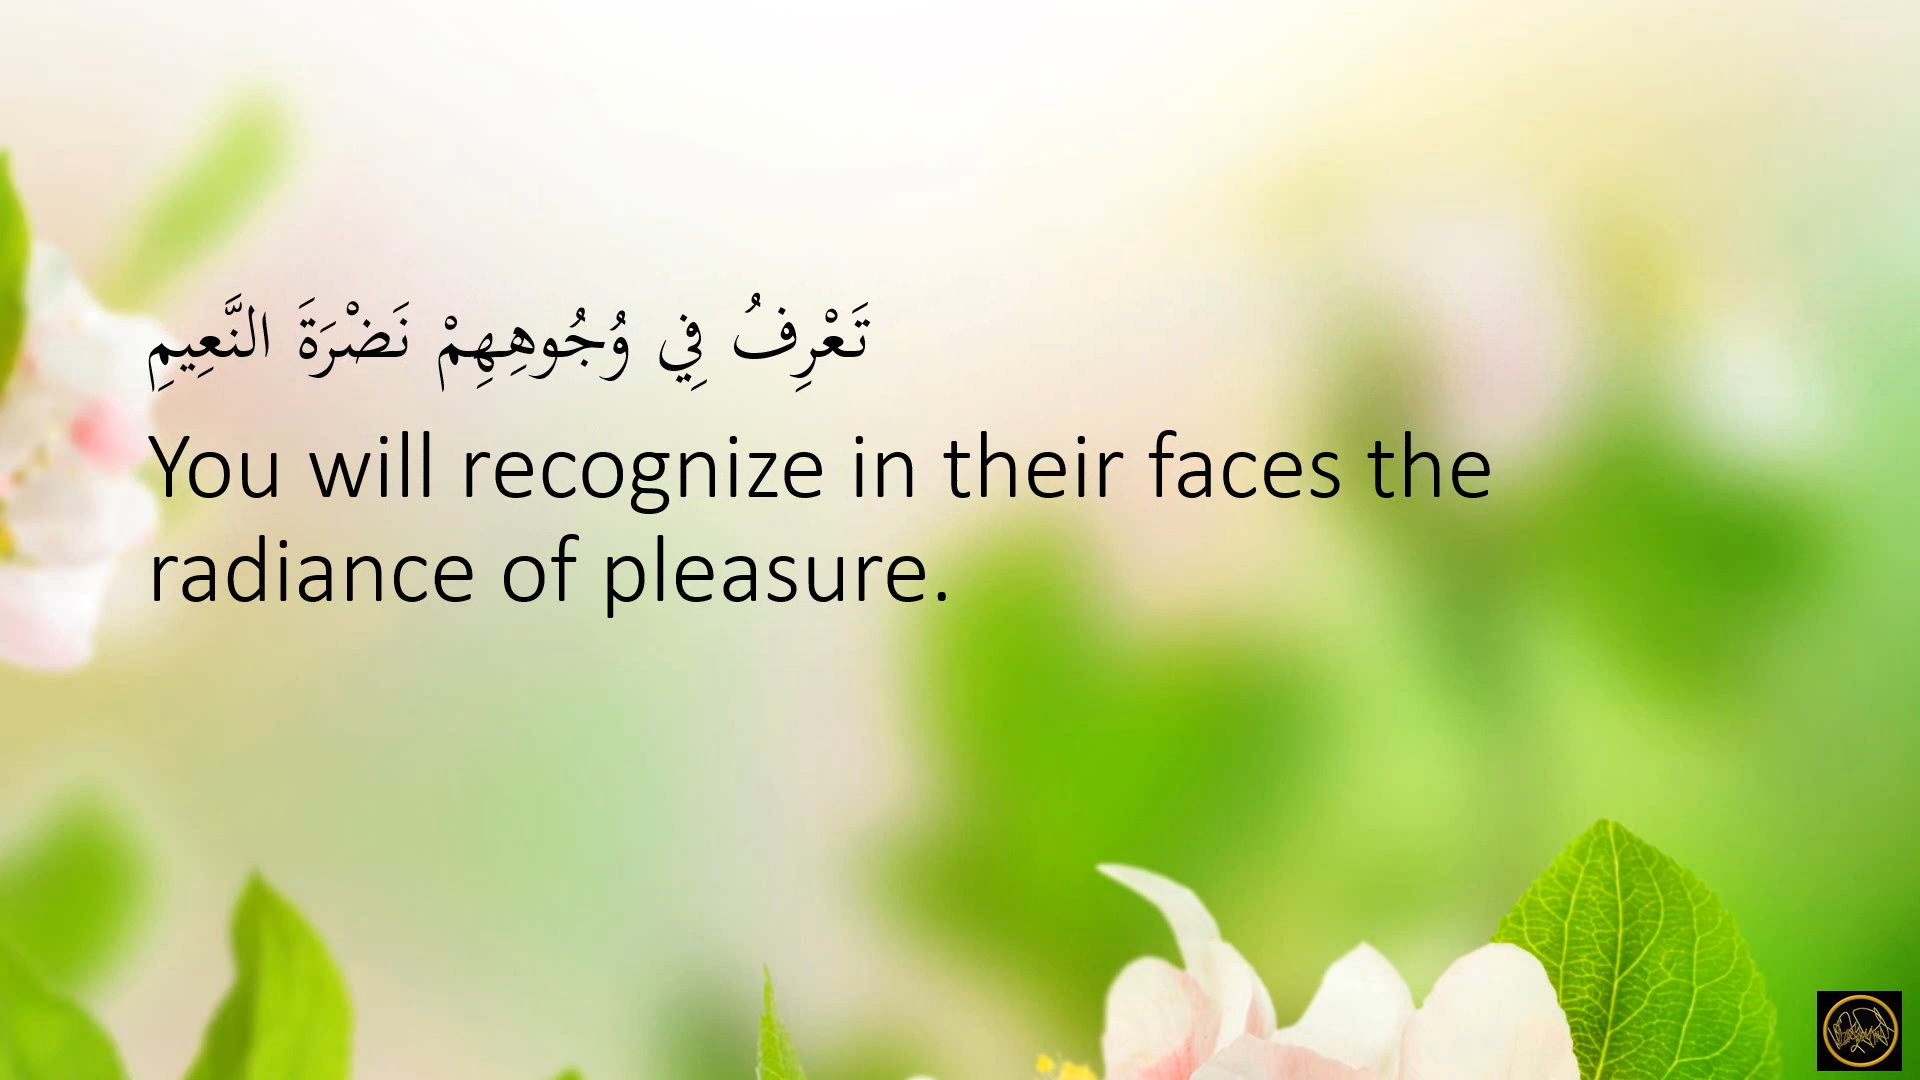 تَعْرِفُ فِي وُجُوهِهِمْ نَضْرَةَ النَّعِيمِ
You will recognize in their faces the
radiance of pleasure.